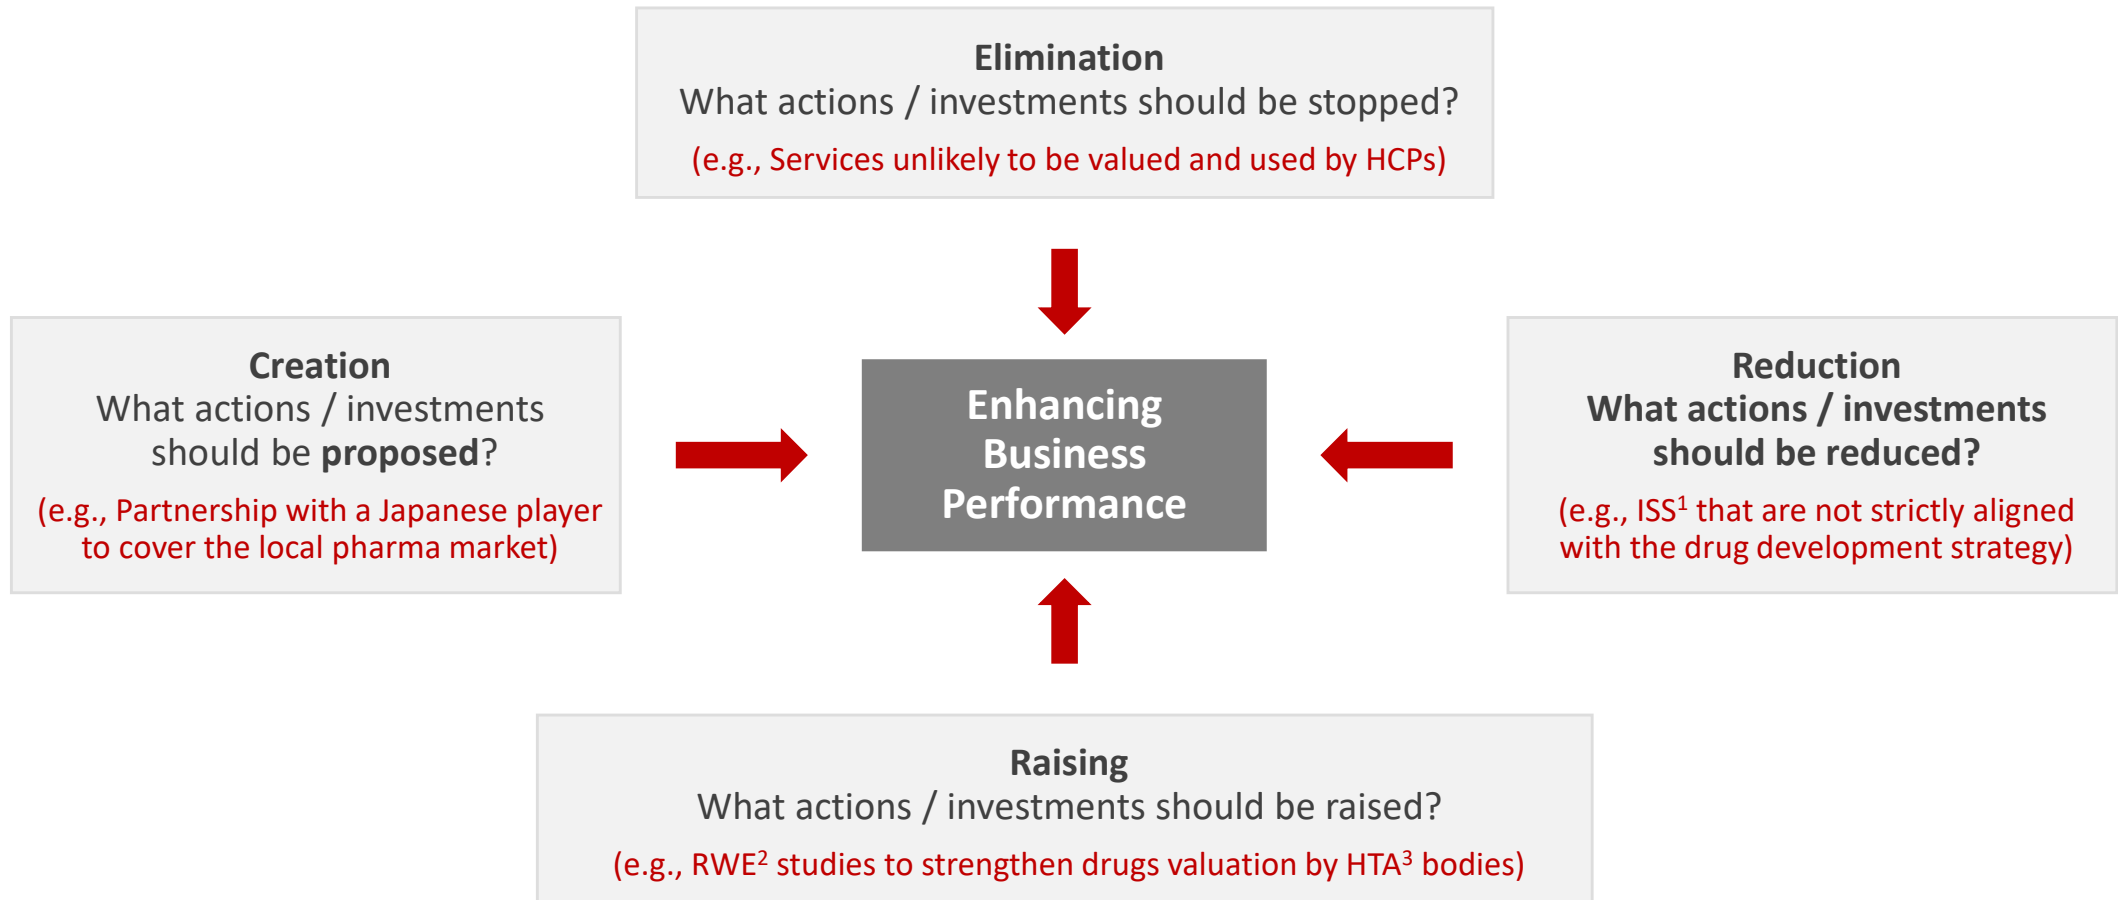 Elimination
What actions / investments should be stopped?
(e.g., Services unlikely to be valued and used by HCPs)
Creation
What actions / investments
should be proposed?
(e.g., Partnership with a Japanese player
to cover the local pharma market)
Enhancing
Business
Performance
Reduction
What actions / investments
should be reduced?
(e.g., ISS¹ that are not strictly aligned
with the drug development strategy)
Raising
What actions / investments should be raised?
(e.g., RWE² studies to strengthen drugs valuation by HTA³ bodies)